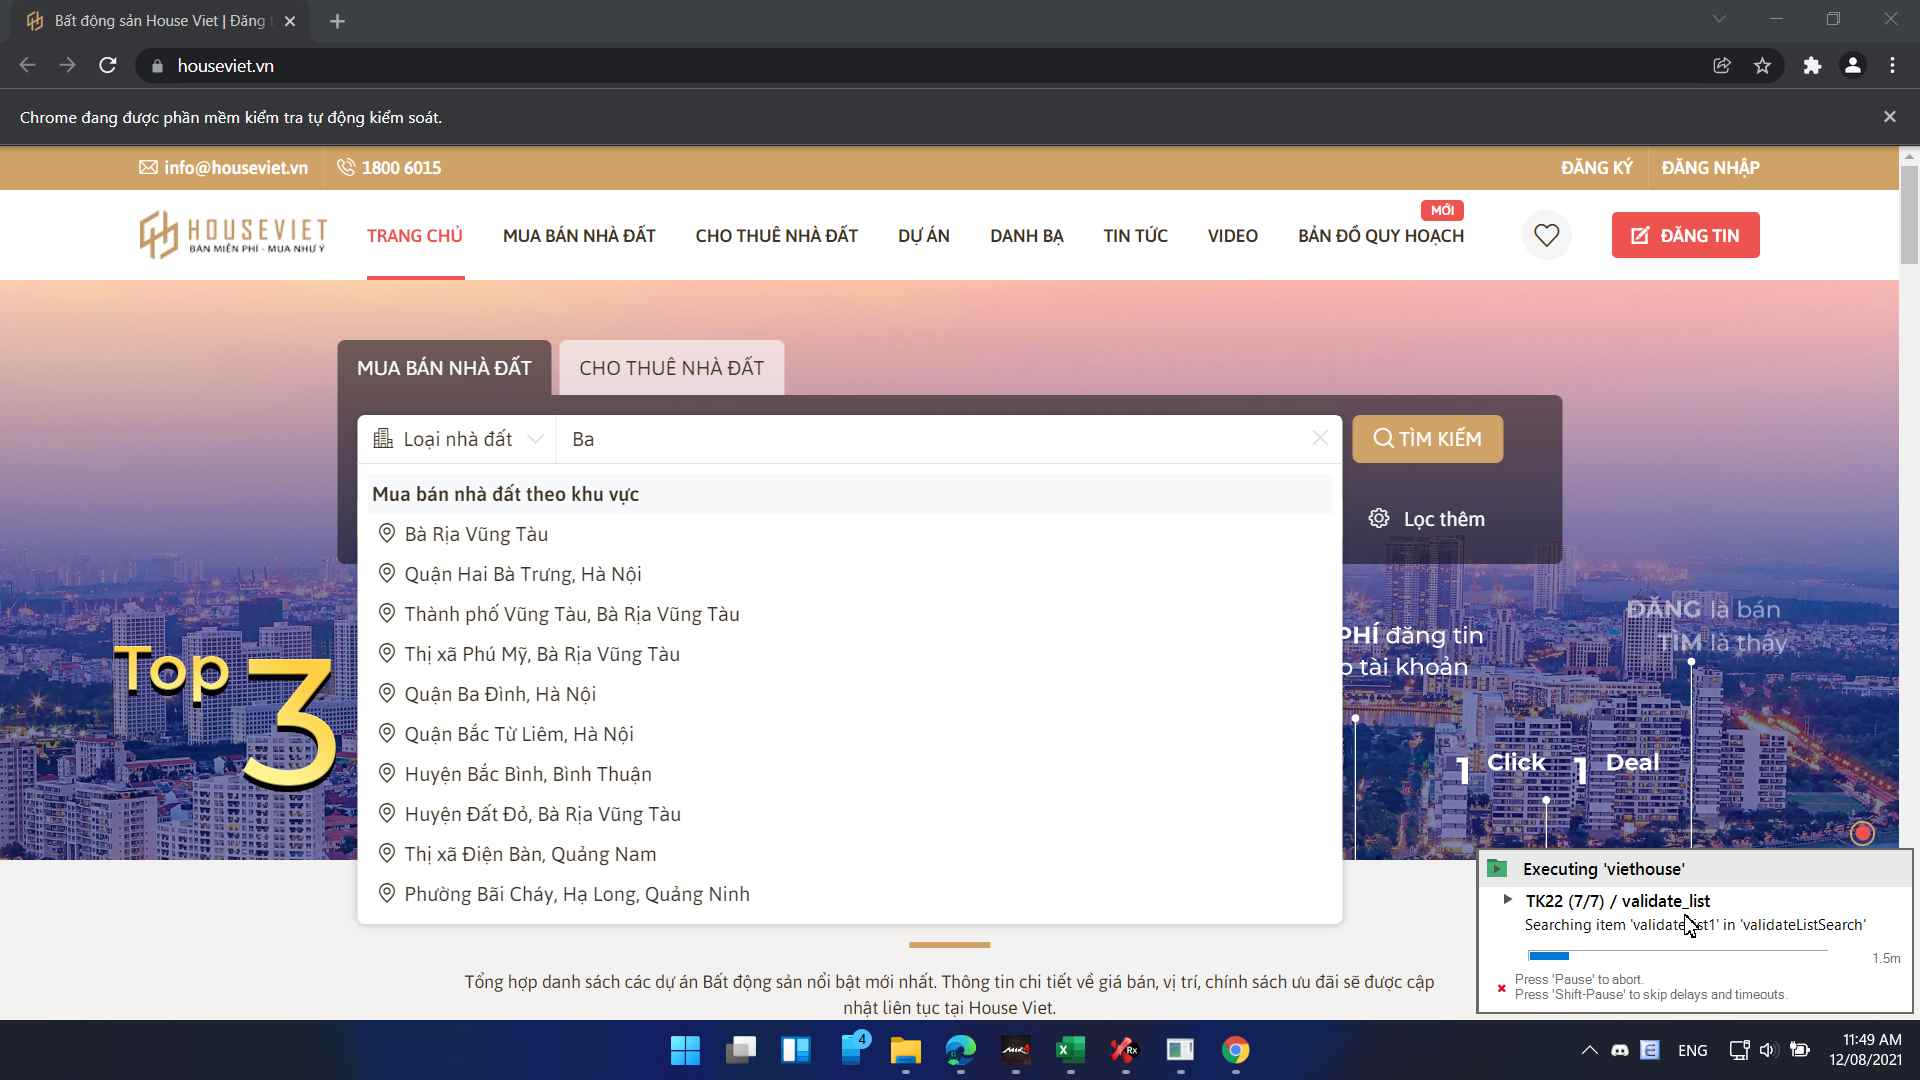 Bất động sản House Viet | Đăng
houseviet.vn
Chrome đang được phần mềm kiểm tra tự động kiểm soát.
info@houseviet.vn
1800 6015
ĐĂNG KÝ
ĐĂNG NHẬP
HOUSEVIET
BÁN MIỄN PHÍ - MUA NHƯ Ý
TRANG CHỦ
MUA BÁN NHÀ ĐẤT
CHO THUÊ NHÀ ĐẤT
DỰ ÁN
DANH BẠ
TIN TỨC
VIDEO
MỚI
BẢN ĐỒ QUY HOẠCH
ĐĂNG TIN
MUA BÁN NHÀ ĐẤT
CHO THUÊ NHÀ ĐẤT
Loại nhà đất
Ba
TÌM KIẾM
Lọc thêm
Mua bán nhà đất theo khu vực
Bà Rịa Vũng Tàu
Quận Hai Bà Trưng, Hà Nội
Thành phố Vũng Tàu, Bà Rịa Vũng Tàu
Thị xã Phú Mỹ, Bà Rịa Vũng Tàu
Quận Ba Đình, Hà Nội
Quận Bắc Từ Liêm, Hà Nội
Huyện Bắc Bình, Bình Thuận
Huyện Đất Đỏ, Bà Rịa Vũng Tàu
Thị xã Điện Bàn, Quảng Nam
Phường Bãi Cháy, Hạ Long, Quảng Ninh
Top 3
PHÍ đăng tin
tài khoản
ĐĂNG là bán
TÌM là thấy
1 Click 1 Deal
Tổng hợp danh sách các dự án Bất động sản nổi bật mới nhất. Thông tin chi tiết về giá bán, vị trí, chính sách ưu đãi sẽ được cập
nhật liên tục tại House Viet.
Executing 'viethouse'
TK22 (7/7) / validate_list
Searching item 'validatelist1' in 'validateListSearch'
1.5m
Press 'Pause' to abort.
Press 'Shift-Pause' to skip delays and timeouts.
4
ENG
11:49 AM
12/08/2021